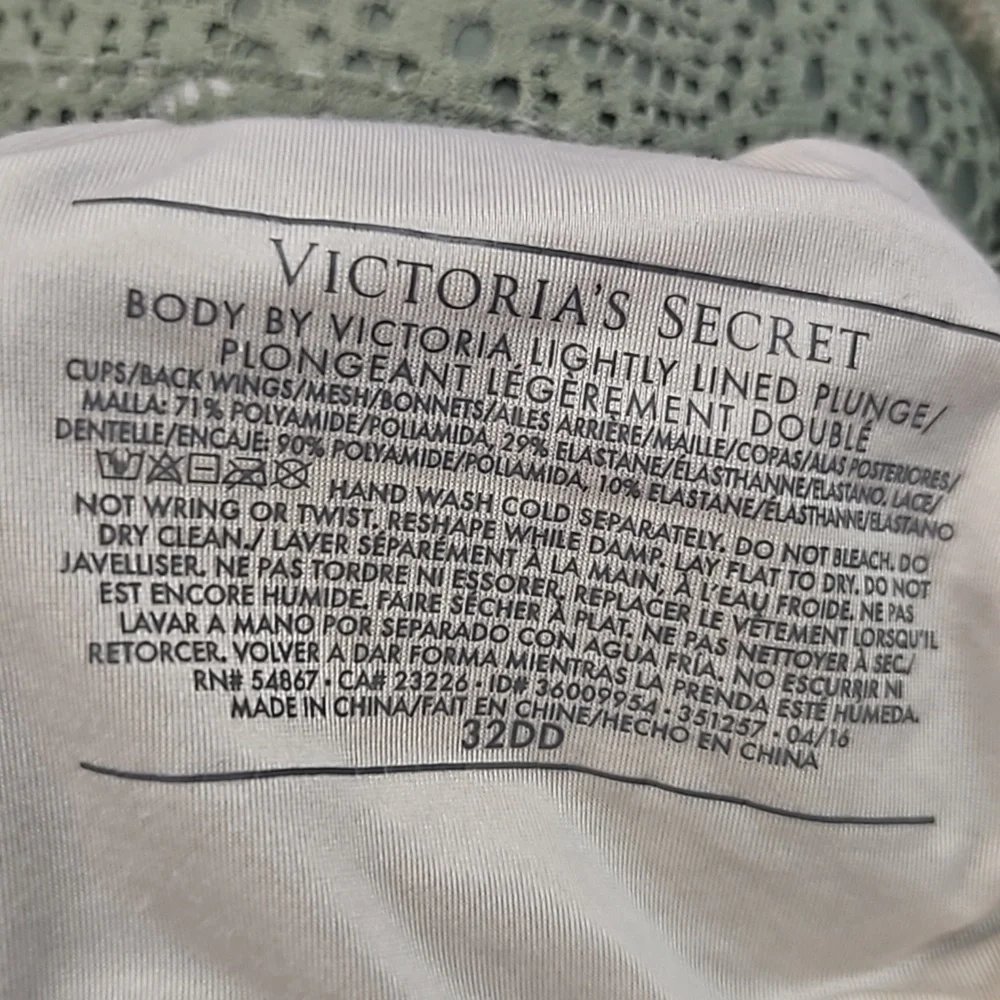 VICTORIA'S SECRET
BODY BY VICTORIA LIGHTLY LINED PLUNGE/
PLONGEANT LÉGÈREMENT DOUBLÉ
CUPS/BACK WINGS/MESH/BONNETS/AILES ARRIÈRE/MAILLE/COPAS/ALAS POSTERIORES/
MALLA: 71% POLYAMIDE/POLIAMIDA, 29% ELASTANE/ÉLASTHANNE/ELASTANO. LACE/
DENTELLE/ENCAJE: 90% POLYAMIDE/POLIAMIDA, 10% ELASTANE/ÉLASTHANNE/ELASTANO
HAND WASH COLD SEPARATELY. DO NOT BLEACH. DO
NOT WRING OR TWIST. RESHAPE WHILE DAMP. LAY FLAT TO DRY. DO NOT
DRY CLEAN./ LAVER SÉPARÉMENT À LA MAIN, À L'EAU FROIDE. NE PAS
JAVELLISER. NE PAS TORDRE NI ESSORER. REPLACER LE VÊTEMENT LORSQU'IL
EST ENCORE HUMIDE. FAIRE SÉCHER À PLAT. NE PAS NETTOYER À SEC./
LAVAR A MANO POR SEPARADO CON AGUA FRÍA. NO ESCURRIR NI
RETORCER. VOLVER A DAR FORMA MIENTRAS LA PRENDA ESTÉ HUMEDA.
RN# 54867 · CA# 23226 · ID# 36009954 · 351257 · 04/16
MADE IN CHINA/FAIT EN CHINE/HECHO EN CHINA
32DD